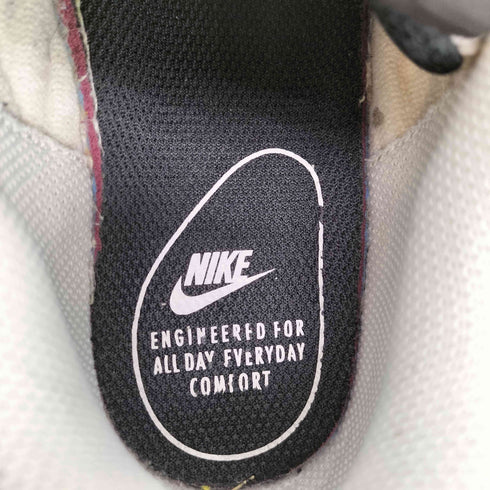 NIKE
ENGINEERED FOR
ALL DAY EVERYDAY
COMFORT